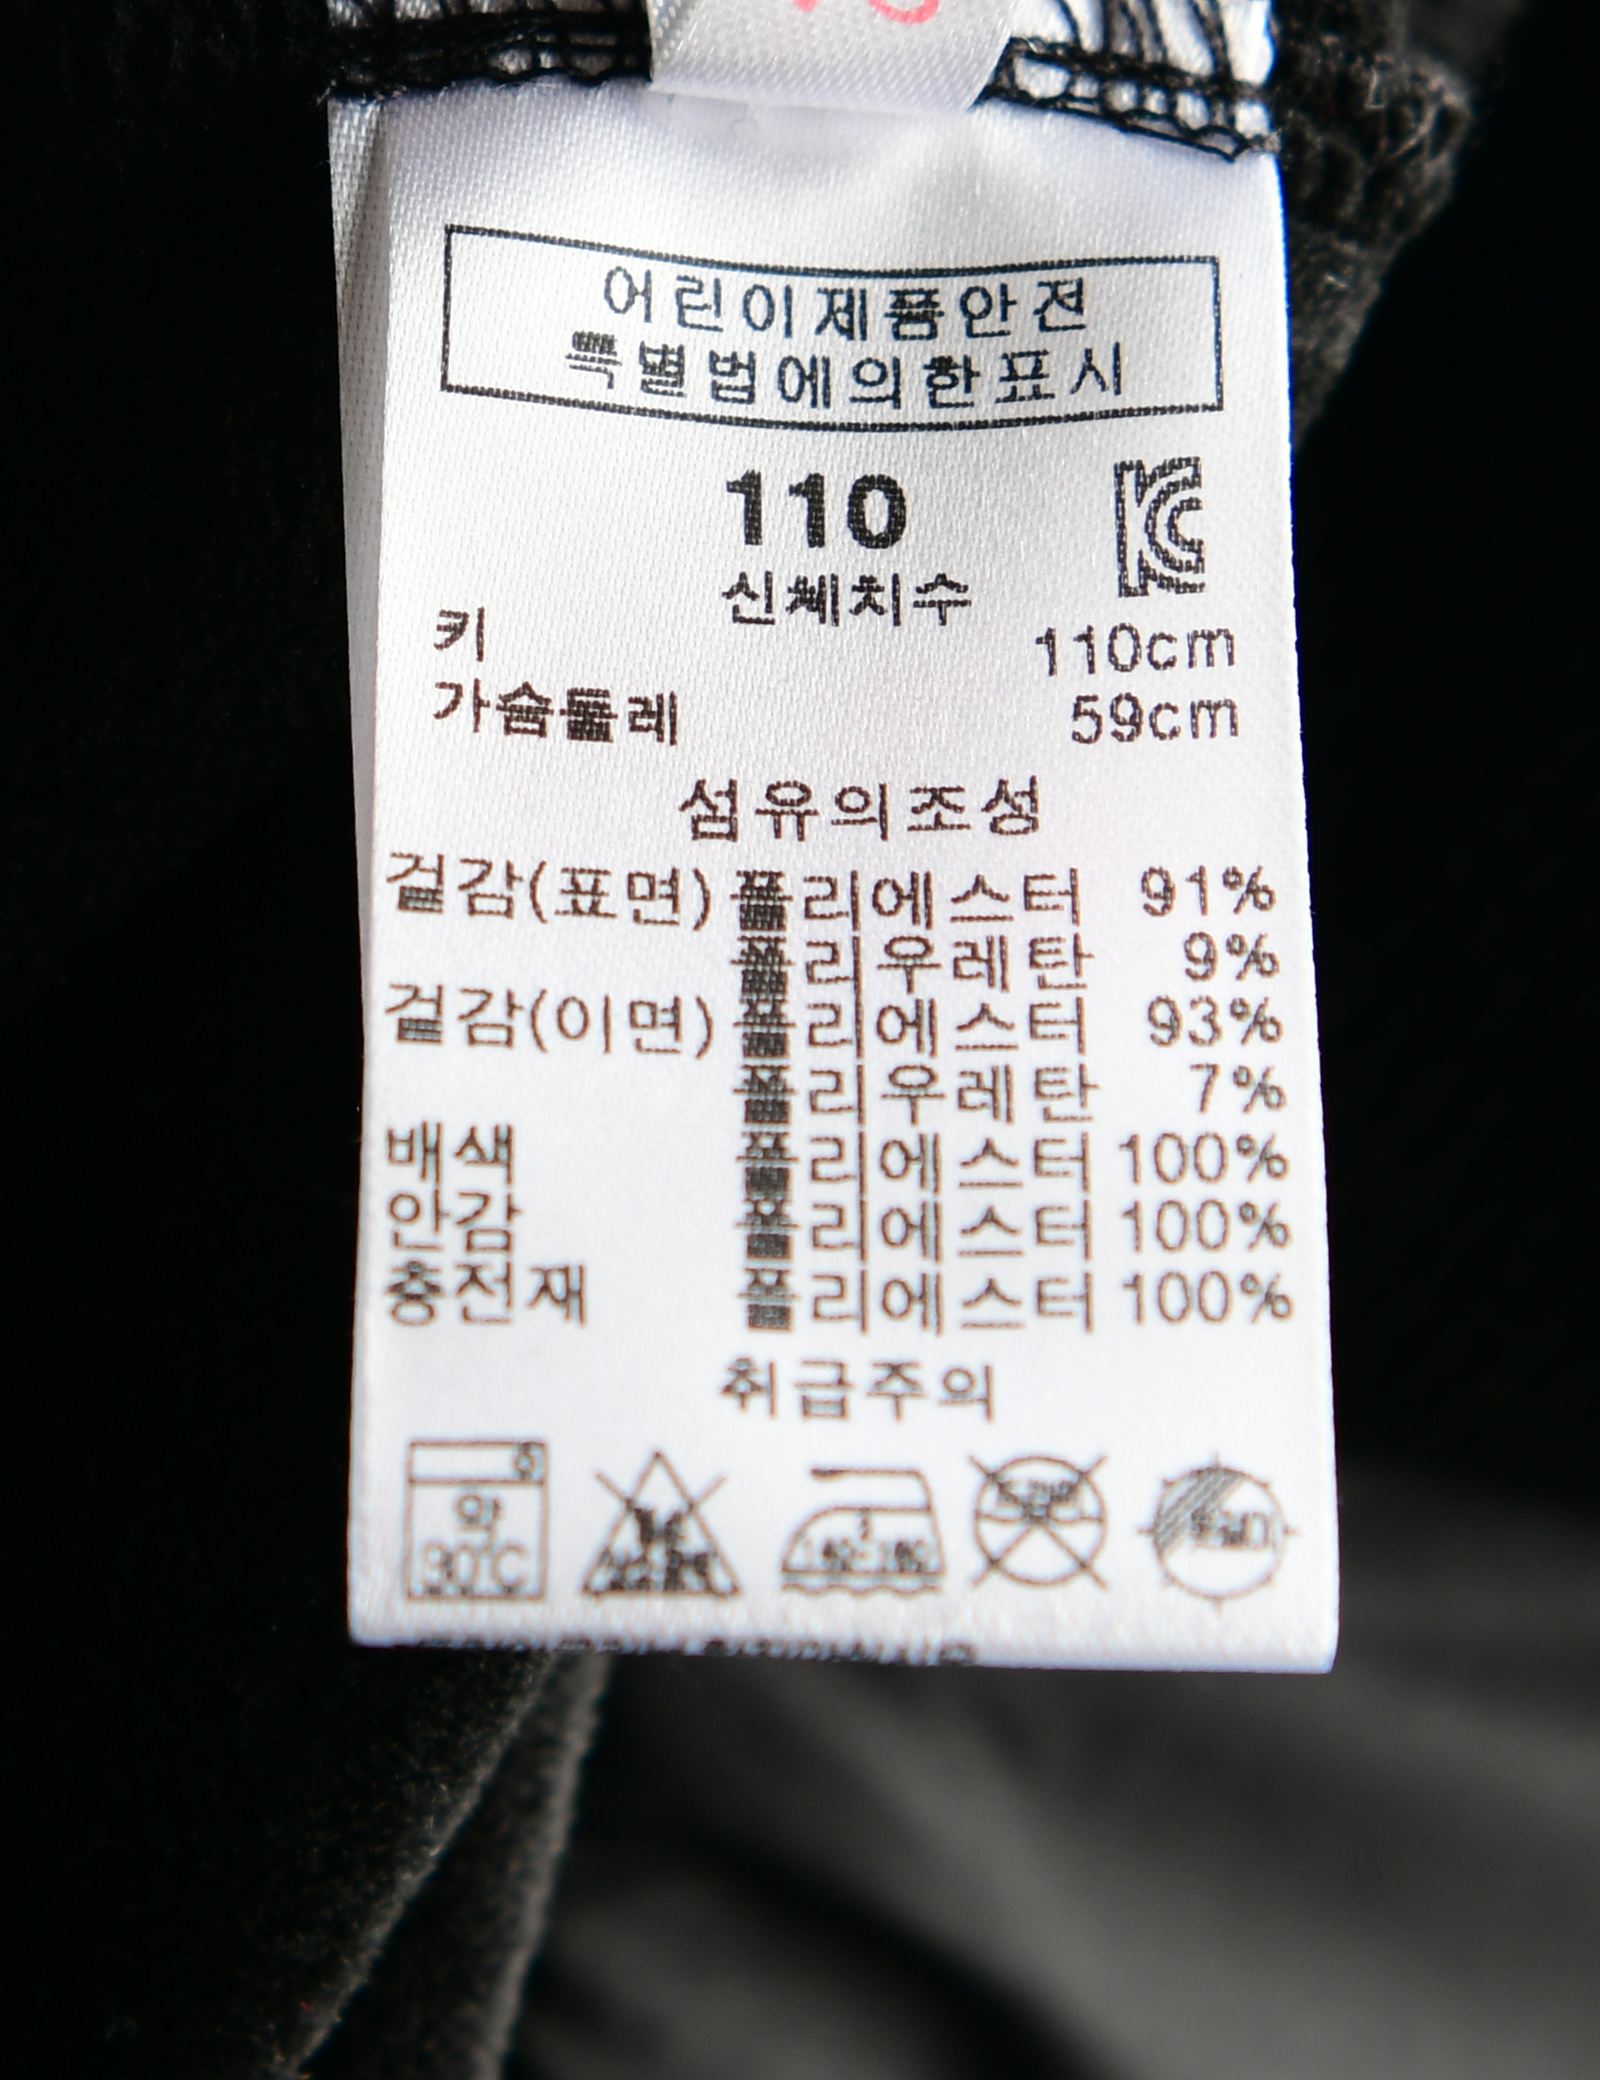 어린이제품안전
특별법에의한표시
110
KC
신체치수
키 110cm
가슴둘레 59cm
섬유의조성
겉감(표면) 폴리에스터 91%
폴리우레탄 9%
겉감(이면) 폴리에스터 93%
폴리우레탄 7%
배색 폴리에스터 100%
안감 폴리에스터 100%
충전재 폴리에스터 100%
취급주의
약
30℃